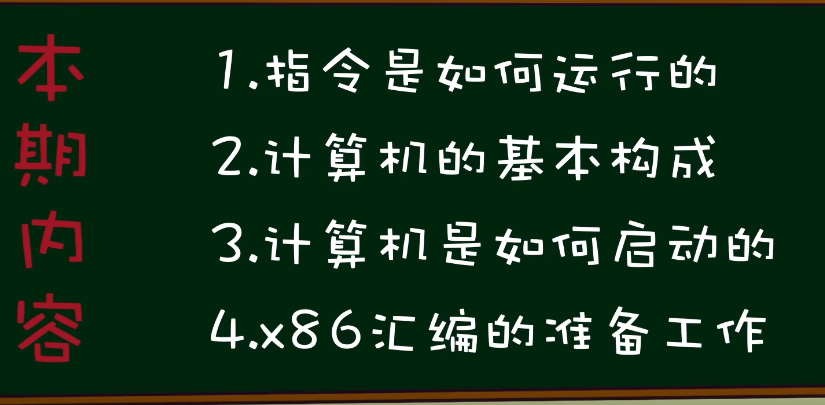 本期内容
1.指令是如何运行的
2.计算机的基本构成
3.计算机是如何启动的
4.x86汇编的准备工作